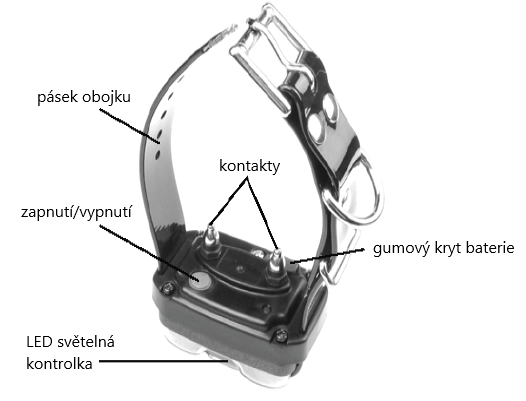 pásek obojku
kontakty
zapnutí/vypnutí
gumový kryt baterie
LED světelná
kontrolka